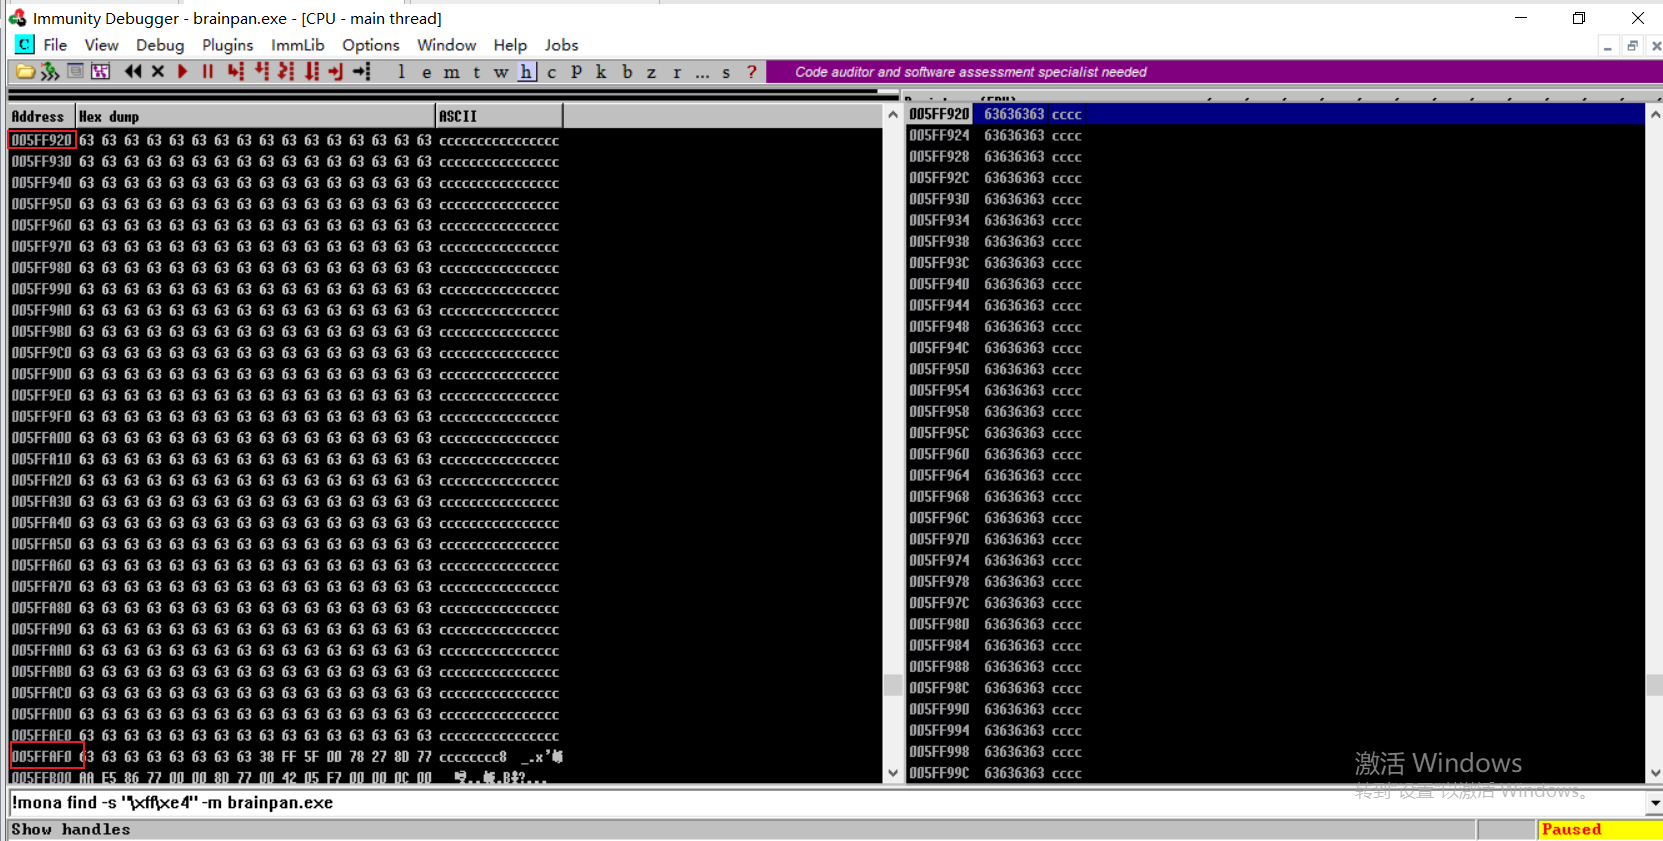 Immunity Debugger - brainpan.exe - [CPU - main thread]
C File View Debug Plugins ImmLib Options Window Help Jobs
l e m t w h c P k b z r ... s ? Code auditor and software assessment specialist needed
Address Hex dump ASCII
005FF920 63 63 63 63 63 63 63 63 63 63 63 63 63 63 63 63 cccccccccccccccc
005FF930 63 63 63 63 63 63 63 63 63 63 63 63 63 63 63 63 cccccccccccccccc
005FF940 63 63 63 63 63 63 63 63 63 63 63 63 63 63 63 63 cccccccccccccccc
005FF950 63 63 63 63 63 63 63 63 63 63 63 63 63 63 63 63 cccccccccccccccc
005FF960 63 63 63 63 63 63 63 63 63 63 63 63 63 63 63 63 cccccccccccccccc
005FF970 63 63 63 63 63 63 63 63 63 63 63 63 63 63 63 63 cccccccccccccccc
005FF980 63 63 63 63 63 63 63 63 63 63 63 63 63 63 63 63 cccccccccccccccc
005FF990 63 63 63 63 63 63 63 63 63 63 63 63 63 63 63 63 cccccccccccccccc
005FF9A0 63 63 63 63 63 63 63 63 63 63 63 63 63 63 63 63 cccccccccccccccc
005FF9B0 63 63 63 63 63 63 63 63 63 63 63 63 63 63 63 63 cccccccccccccccc
005FF9C0 63 63 63 63 63 63 63 63 63 63 63 63 63 63 63 63 cccccccccccccccc
005FF9D0 63 63 63 63 63 63 63 63 63 63 63 63 63 63 63 63 cccccccccccccccc
005FF9E0 63 63 63 63 63 63 63 63 63 63 63 63 63 63 63 63 cccccccccccccccc
005FF9F0 63 63 63 63 63 63 63 63 63 63 63 63 63 63 63 63 cccccccccccccccc
005FFA00 63 63 63 63 63 63 63 63 63 63 63 63 63 63 63 63 cccccccccccccccc
005FFA10 63 63 63 63 63 63 63 63 63 63 63 63 63 63 63 63 cccccccccccccccc
005FFA20 63 63 63 63 63 63 63 63 63 63 63 63 63 63 63 63 cccccccccccccccc
005FFA30 63 63 63 63 63 63 63 63 63 63 63 63 63 63 63 63 cccccccccccccccc
005FFA40 63 63 63 63 63 63 63 63 63 63 63 63 63 63 63 63 cccccccccccccccc
005FFA50 63 63 63 63 63 63 63 63 63 63 63 63 63 63 63 63 cccccccccccccccc
005FFA60 63 63 63 63 63 63 63 63 63 63 63 63 63 63 63 63 cccccccccccccccc
005FFA70 63 63 63 63 63 63 63 63 63 63 63 63 63 63 63 63 cccccccccccccccc
005FFA80 63 63 63 63 63 63 63 63 63 63 63 63 63 63 63 63 cccccccccccccccc
005FFA90 63 63 63 63 63 63 63 63 63 63 63 63 63 63 63 63 cccccccccccccccc
005FFAA0 63 63 63 63 63 63 63 63 63 63 63 63 63 63 63 63 cccccccccccccccc
005FFAB0 63 63 63 63 63 63 63 63 63 63 63 63 63 63 63 63 cccccccccccccccc
005FFAC0 63 63 63 63 63 63 63 63 63 63 63 63 63 63 63 63 cccccccccccccccc
005FFAD0 63 63 63 63 63 63 63 63 63 63 63 63 63 63 63 63 cccccccccccccccc
005FFAE0 63 63 63 63 63 63 63 63 63 63 63 63 63 63 63 63 cccccccccccccccc
005FFAF0 63 63 63 63 63 63 63 63 38 FF 5F 00 78 27 8D 77 cccccccc8 _.x'
005FFB00 AA E5 86 77 00 00 8D 77 00 42 05 F7 00 00 0C 00
005FF920 63636363 cccc
005FF924 63636363 cccc
005FF928 63636363 cccc
005FF92C 63636363 cccc
005FF930 63636363 cccc
005FF934 63636363 cccc
005FF938 63636363 cccc
005FF93C 63636363 cccc
005FF940 63636363 cccc
005FF944 63636363 cccc
005FF948 63636363 cccc
005FF94C 63636363 cccc
005FF950 63636363 cccc
005FF954 63636363 cccc
005FF958 63636363 cccc
005FF95C 63636363 cccc
005FF960 63636363 cccc
005FF964 63636363 cccc
005FF968 63636363 cccc
005FF96C 63636363 cccc
005FF970 63636363 cccc
005FF974 63636363 cccc
005FF978 63636363 cccc
005FF97C 63636363 cccc
005FF980 63636363 cccc
005FF984 63636363 cccc
005FF988 63636363 cccc
005FF98C 63636363 cccc
005FF990 63636363 cccc
005FF994 63636363 cccc
005FF998 63636363 cccc
005FF99C 63636363 cccc
激活 Windows
转到"设置"以激活 Windows。
!mona find -s "\xff\xe4" -m brainpan.exe
Show handles
Paused